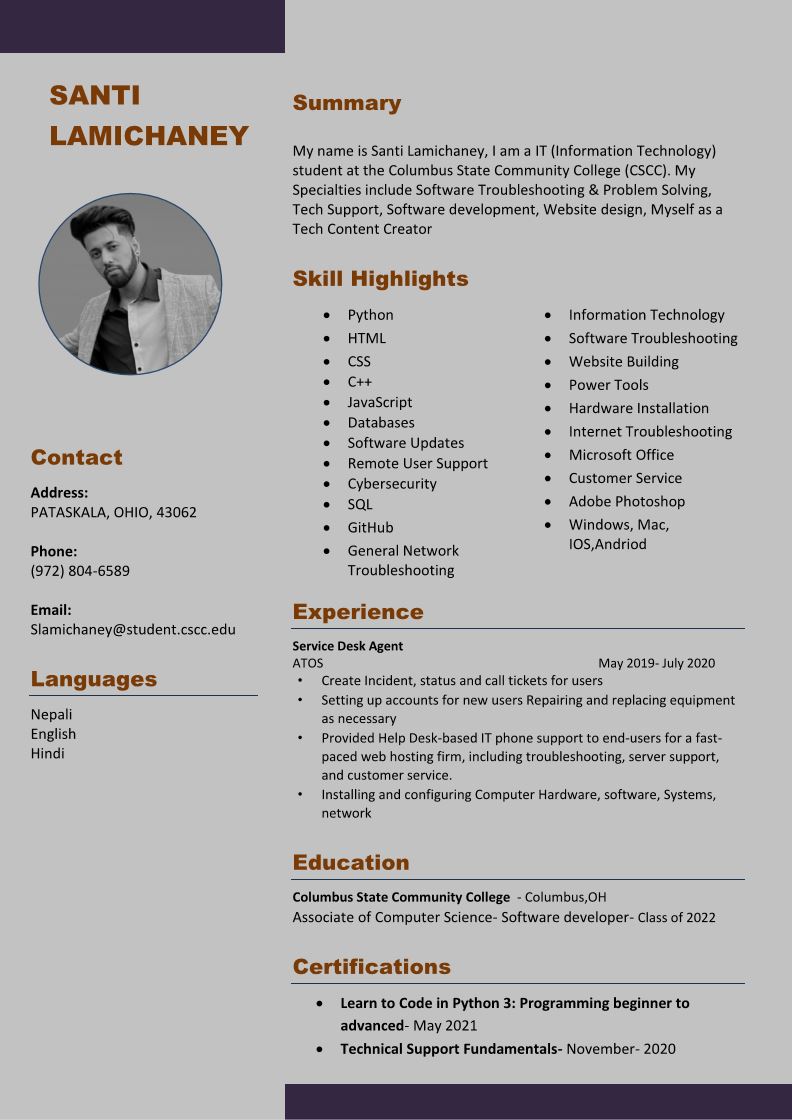 SANTI
LAMICHANEY
Contact
Address:
PATASKALA, OHIO, 43062
Phone:
(972) 804-6589
Email:
Slamichaney@student.cscc.edu
Languages
Nepali
English
Hindi
Summary
My name is Santi Lamichaney, I am a IT (Information Technology)
student at the Columbus State Community College (CSCC). My
Specialties include Software Troubleshooting & Problem Solving,
Tech Support, Software development, Website design, Myself as a
Tech Content Creator
Skill Highlights
• Python
• HTML
• CSS
• C++
• JavaScript
• Databases
• Software Updates
• Remote User Support
• Cybersecurity
• SQL
• GitHub
• General Network
Troubleshooting
• Information Technology
• Software Troubleshooting
• Website Building
• Power Tools
• Hardware Installation
• Internet Troubleshooting
• Microsoft Office
• Customer Service
• Adobe Photoshop
• Windows, Mac,
IOS,Andriod
Experience
Service Desk Agent
ATOS May 2019- July 2020
• Create Incident, status and call tickets for users
• Setting up accounts for new users Repairing and replacing equipment
as necessary
• Provided Help Desk-based IT phone support to end-users for a fast-
paced web hosting firm, including troubleshooting, server support,
and customer service.
• Installing and configuring Computer Hardware, software, Systems,
network
Education
Columbus State Community College - Columbus,OH
Associate of Computer Science- Software developer- Class of 2022
Certifications
• Learn to Code in Python 3: Programming beginner to
advanced- May 2021
• Technical Support Fundamentals- November- 2020